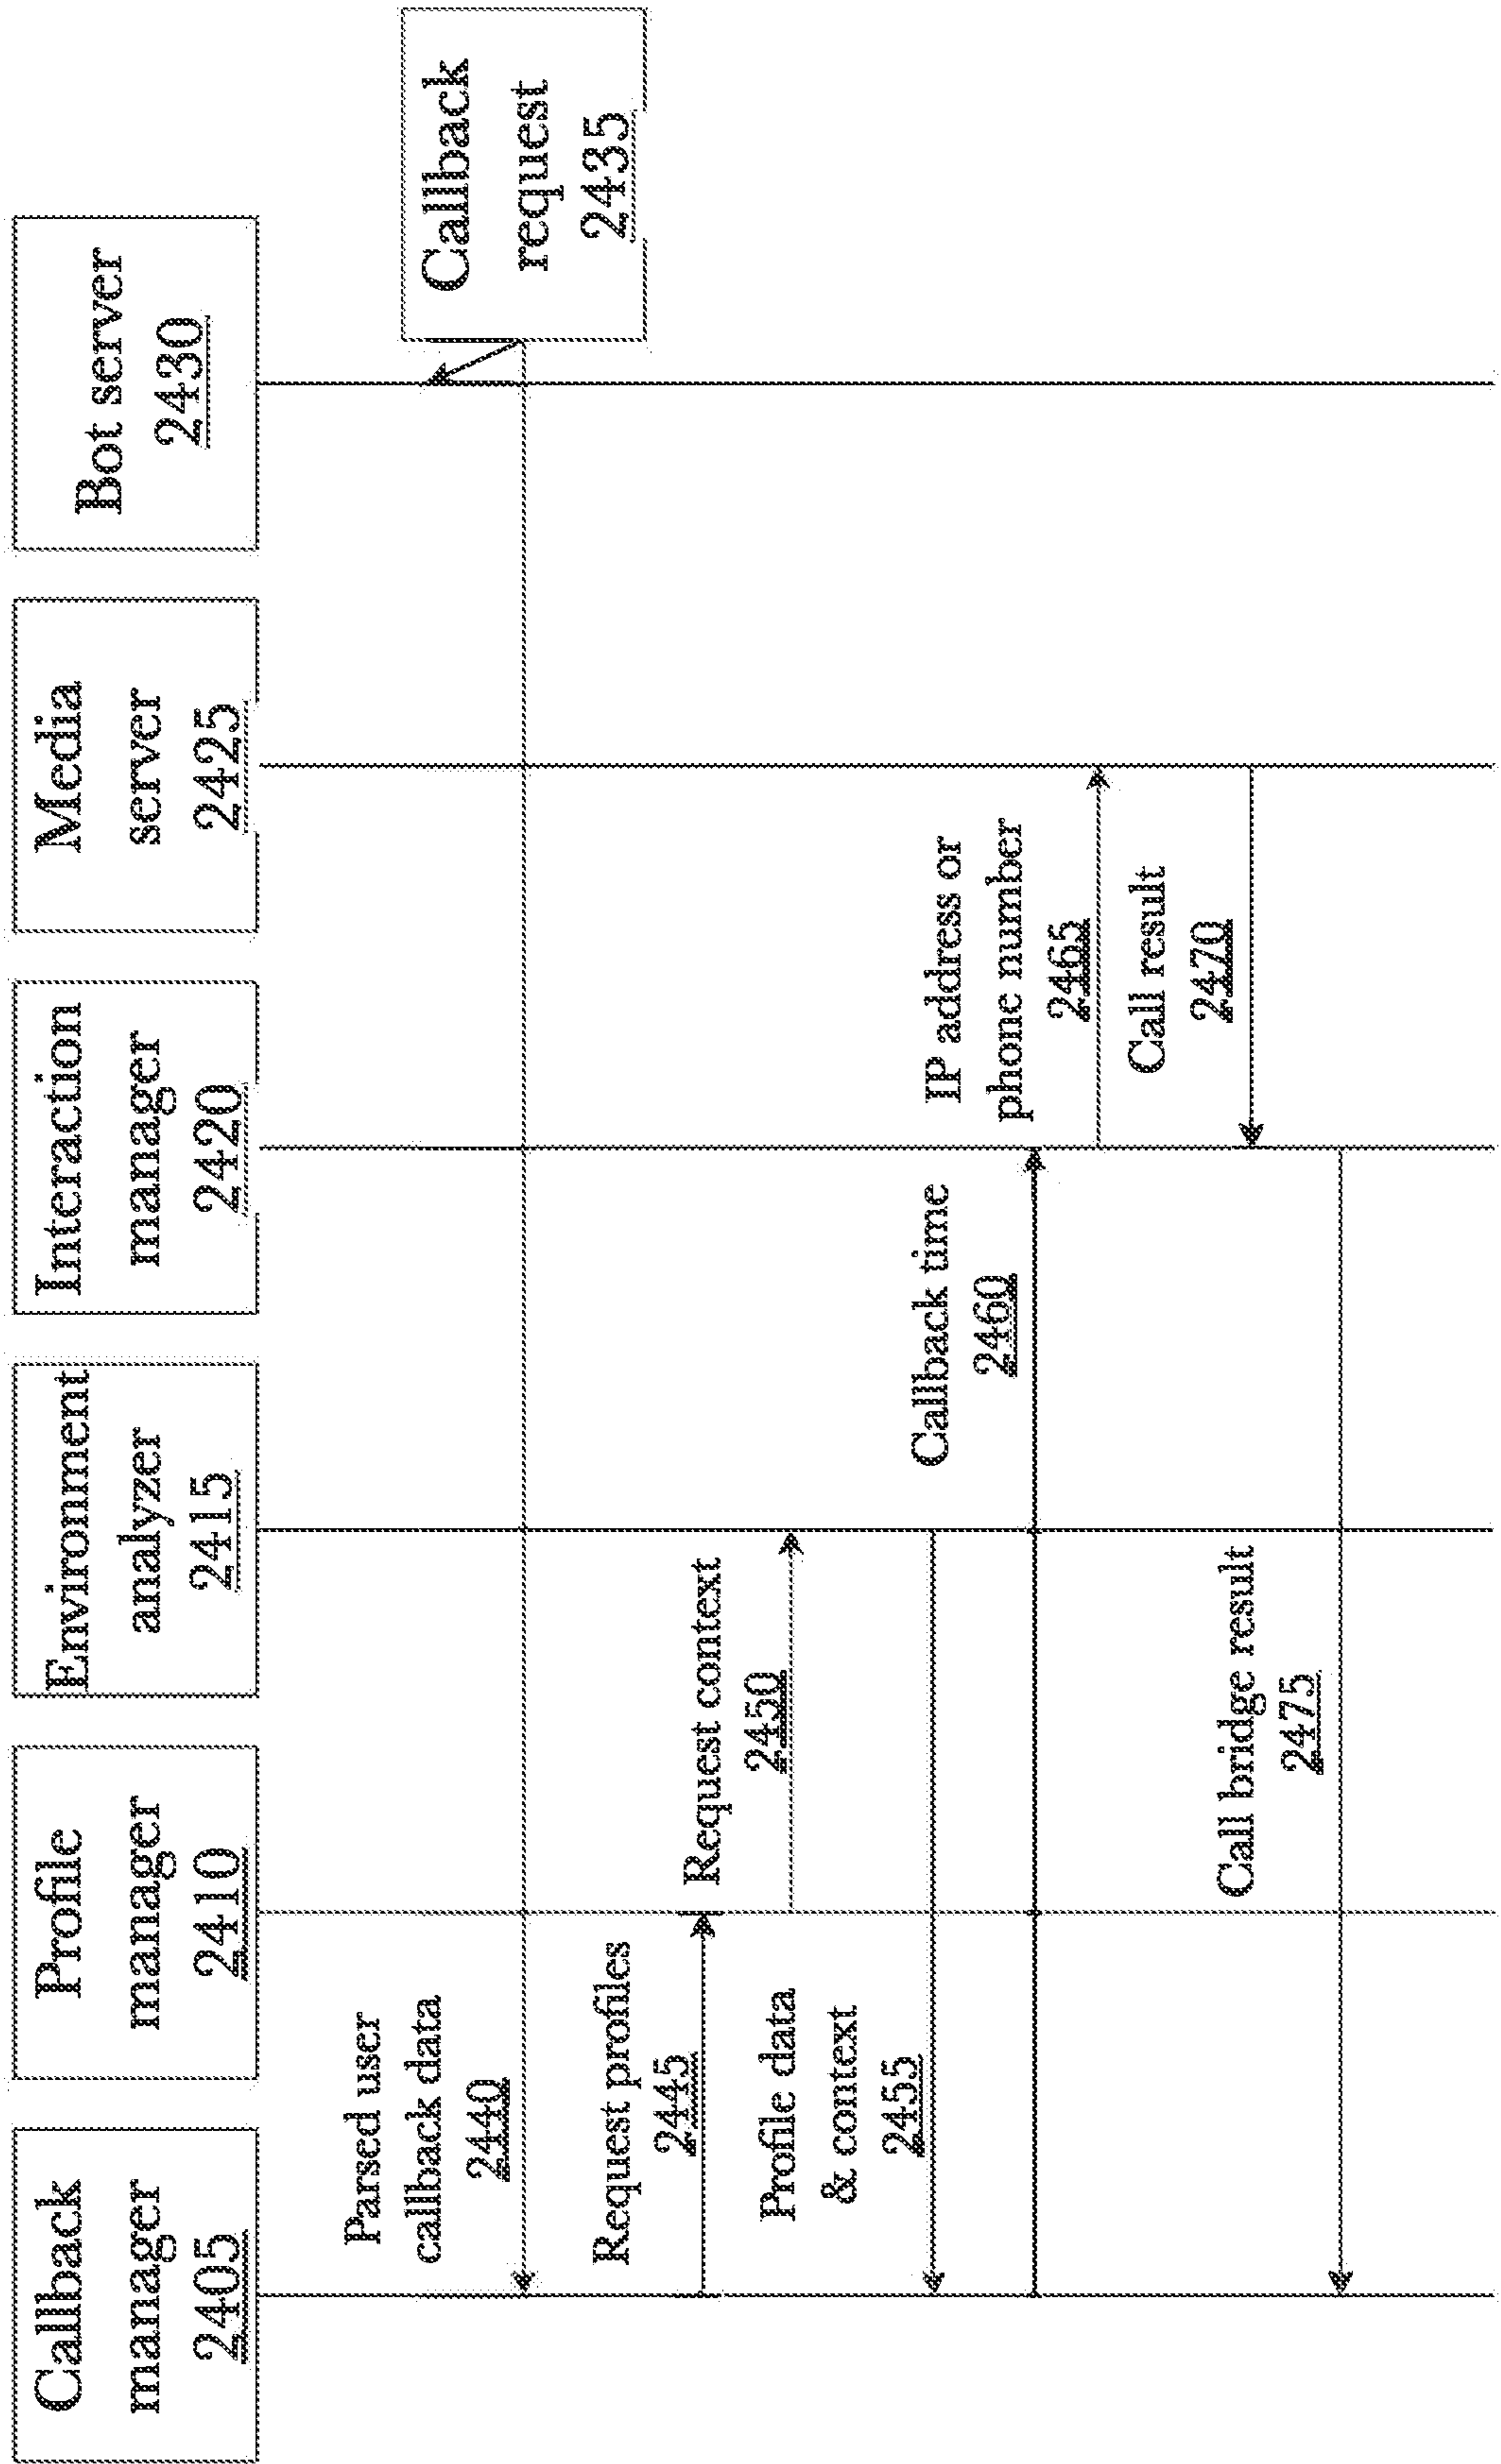 Callback
manager
2405
Profile
manager
2410
Environment
analyzer
2415
Interaction
manager
2420
Media
server
2425
Bot server
2430
Callback
request
2435
Parsed user
callback data
2440
Request profiles
2445
Request context
2450
Profile data
& context
2455
Callback time
2460
IP address or
phone number
2465
Call result
2470
Call bridge result
2475